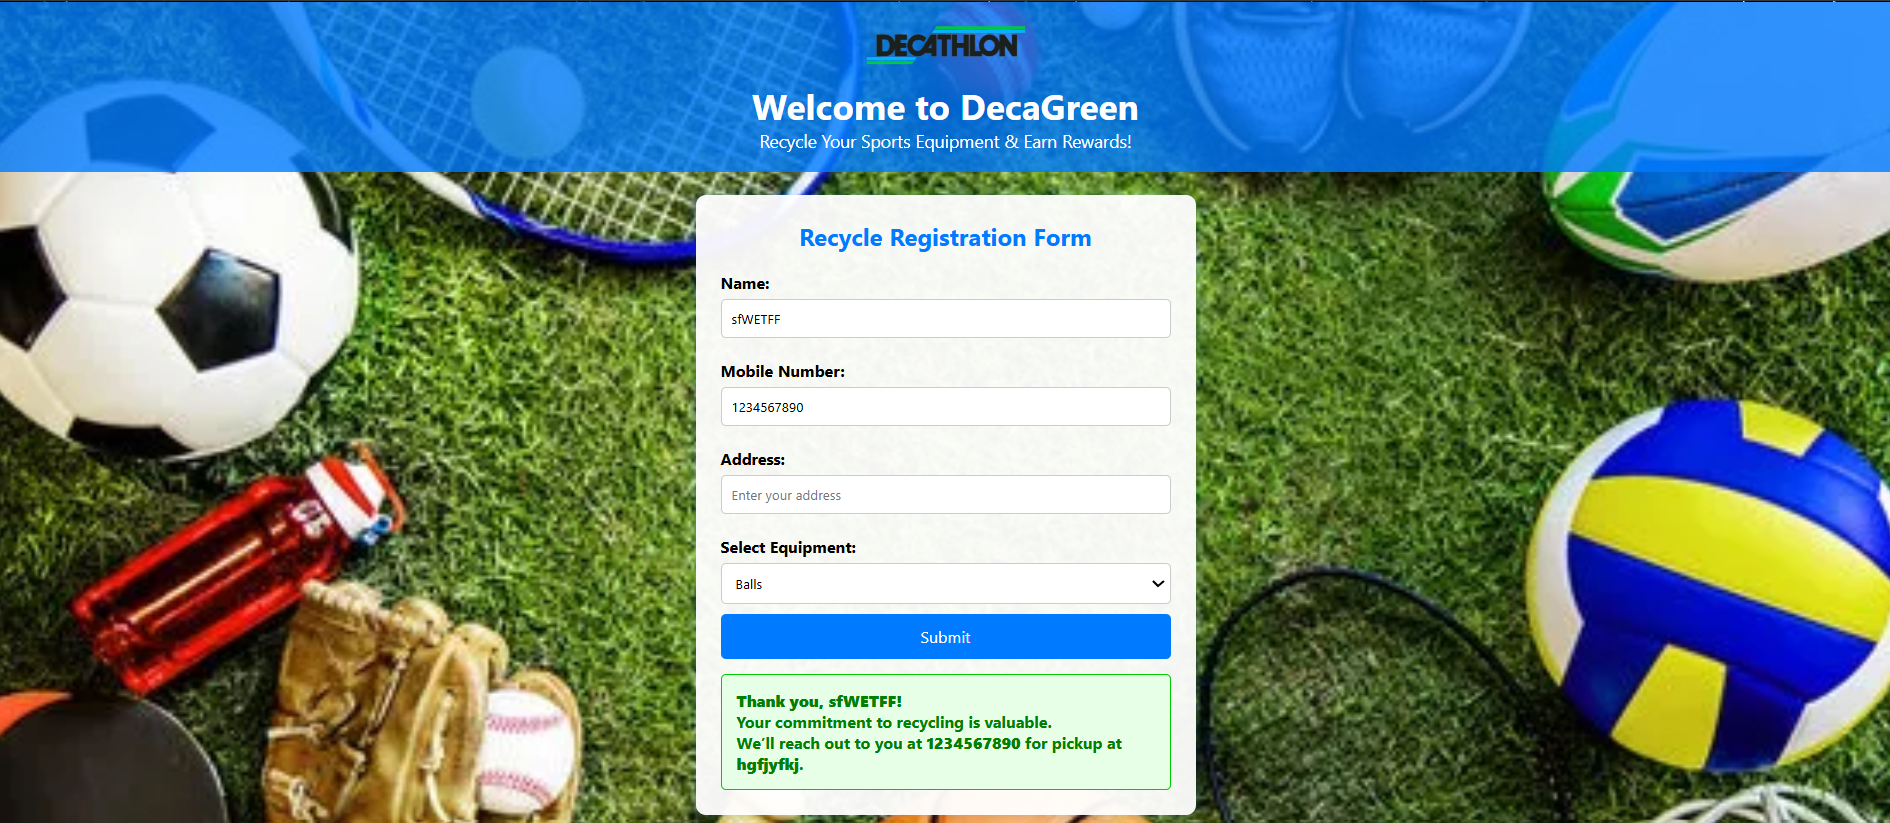 DECATHLON
Welcome to DecaGreen
Recycle Your Sports Equipment & Earn Rewards!
Recycle Registration Form
Name:
sfWETFF
Mobile Number:
1234567890
Address:
Enter your address
Select Equipment:
Balls
Submit
Thank you, sfWETFF!
Your commitment to recycling is valuable.
We’ll reach out to you at 1234567890 for pickup at
hgfjyfkj.